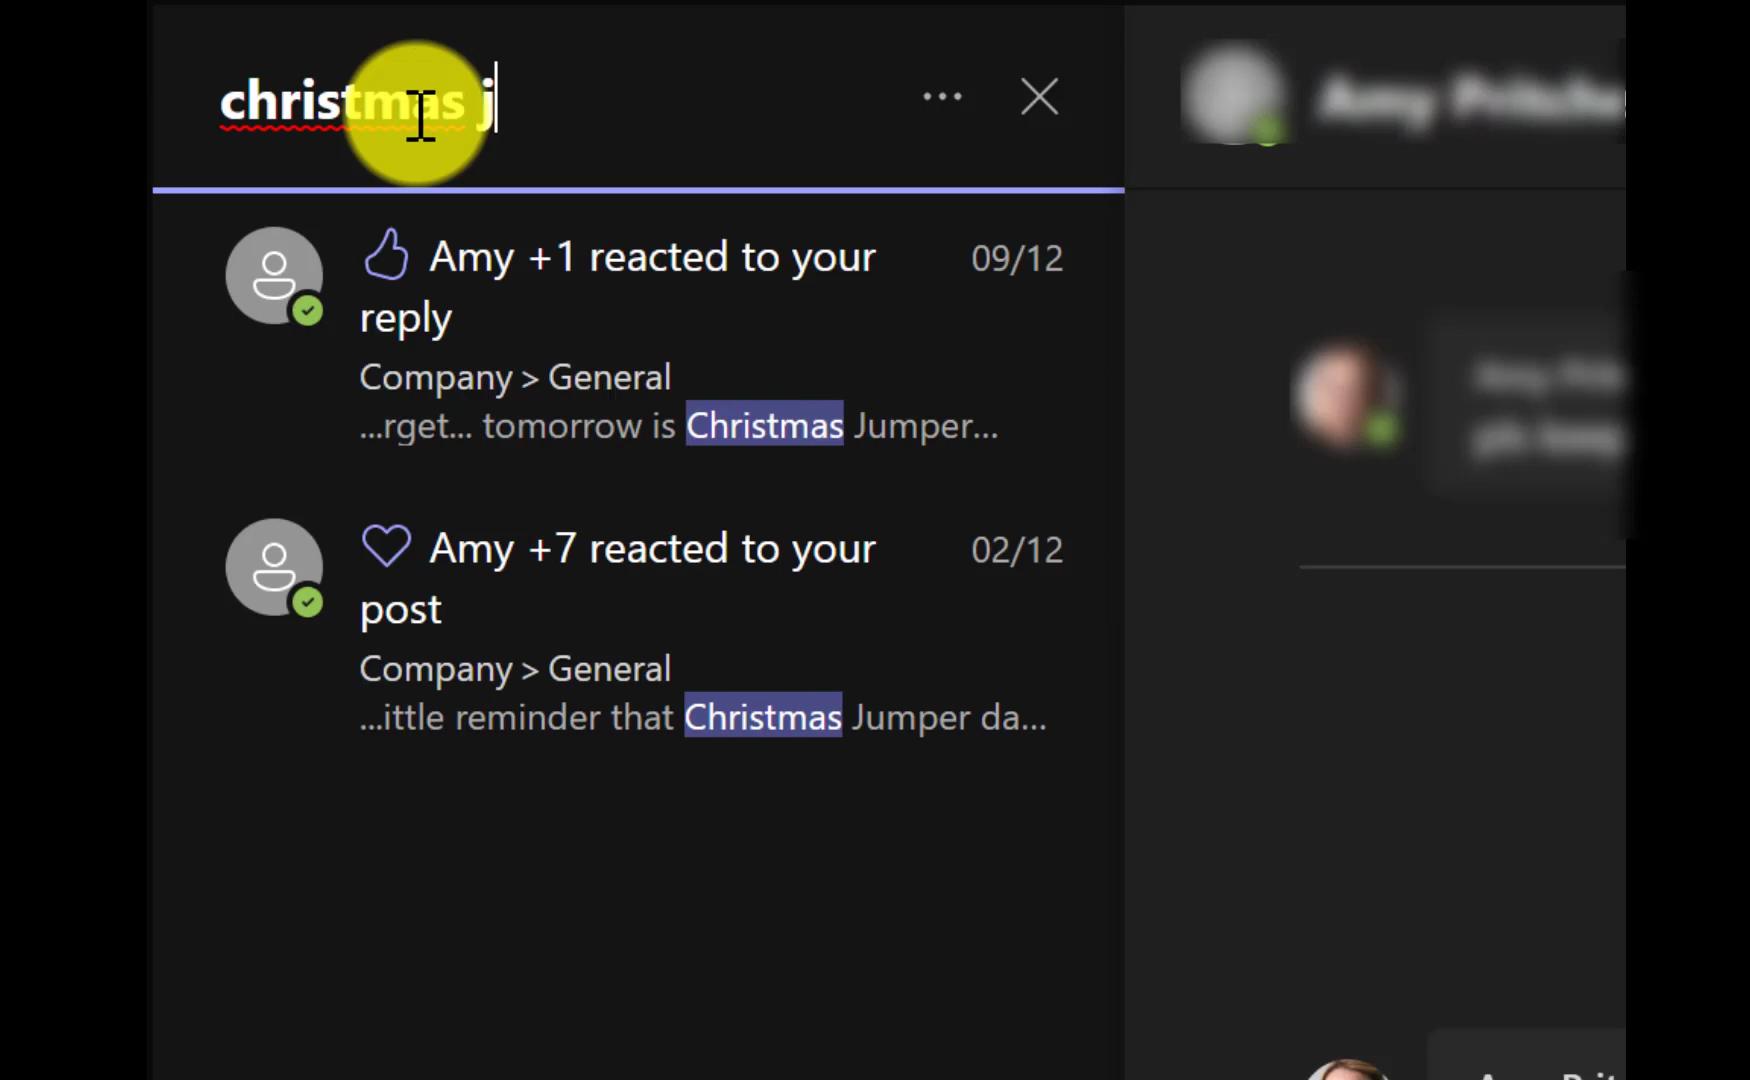 christmas j
Amy +1 reacted to your
09/12
reply
Company > General
...rget... tomorrow is Christmas Jumper...
Amy +7 reacted to your
02/12
post
Company > General
...ittle reminder that Christmas Jumper da...